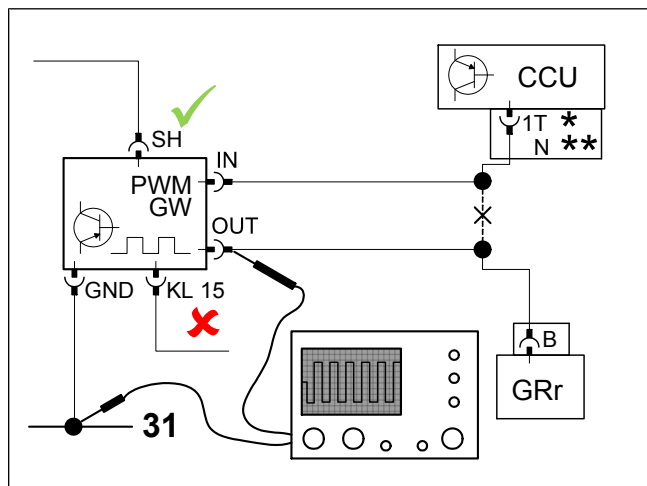 CCU
SH
1T *
N **
IN
PWM
GW
OUT
GND
KL 15
B
GRr
31